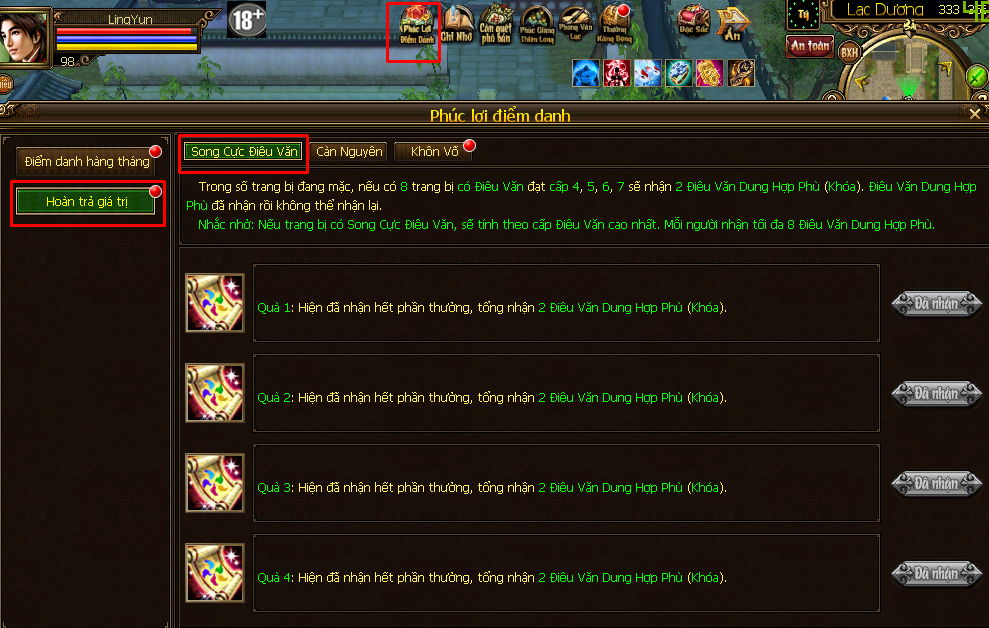 LingYun
98
18+
Phúc Lợi
Điểm Danh
Ghi Nhớ
Càn quét
phó bản
Phúc Giang
Thiên Long
Phong Vân
Lục
Thưởng
Năng Động
Đặc Sắc
Ẩn
An toàn
BXH
Lạc Dương 333
Phúc lợi điểm danh
Điểm danh hàng tháng
Hoàn trả giá trị
Song Cực Điêu Văn
Càn Nguyên
Khôn Vố
Trong số trang bị đang mặc, nếu có 8 trang bị có Điêu Văn đạt cấp 4, 5, 6, 7 sẽ nhận 2 Điêu Văn Dung Hợp Phù (Khóa). Điêu Văn Dung Hợp
Phù đã nhận rồi không thể nhận lại.
Nhắc nhở: Nếu trang bị có Song Cực Điêu Văn, sẽ tính theo cấp Điêu Văn cao nhất. Mỗi người nhận tối đa 8 Điêu Văn Dung Hợp Phù.
Quà 1: Hiện đã nhận hết phần thưởng, tổng nhận 2 Điêu Văn Dung Hợp Phù (Khóa).
Đã nhận
Quà 2: Hiện đã nhận hết phần thưởng, tổng nhận 2 Điêu Văn Dung Hợp Phù (Khóa).
Đã nhận
Quà 3: Hiện đã nhận hết phần thưởng, tổng nhận 2 Điêu Văn Dung Hợp Phù (Khóa).
Đã nhận
Quà 4: Hiện đã nhận hết phần thưởng, tổng nhận 2 Điêu Văn Dung Hợp Phù (Khóa).
Đã nhận